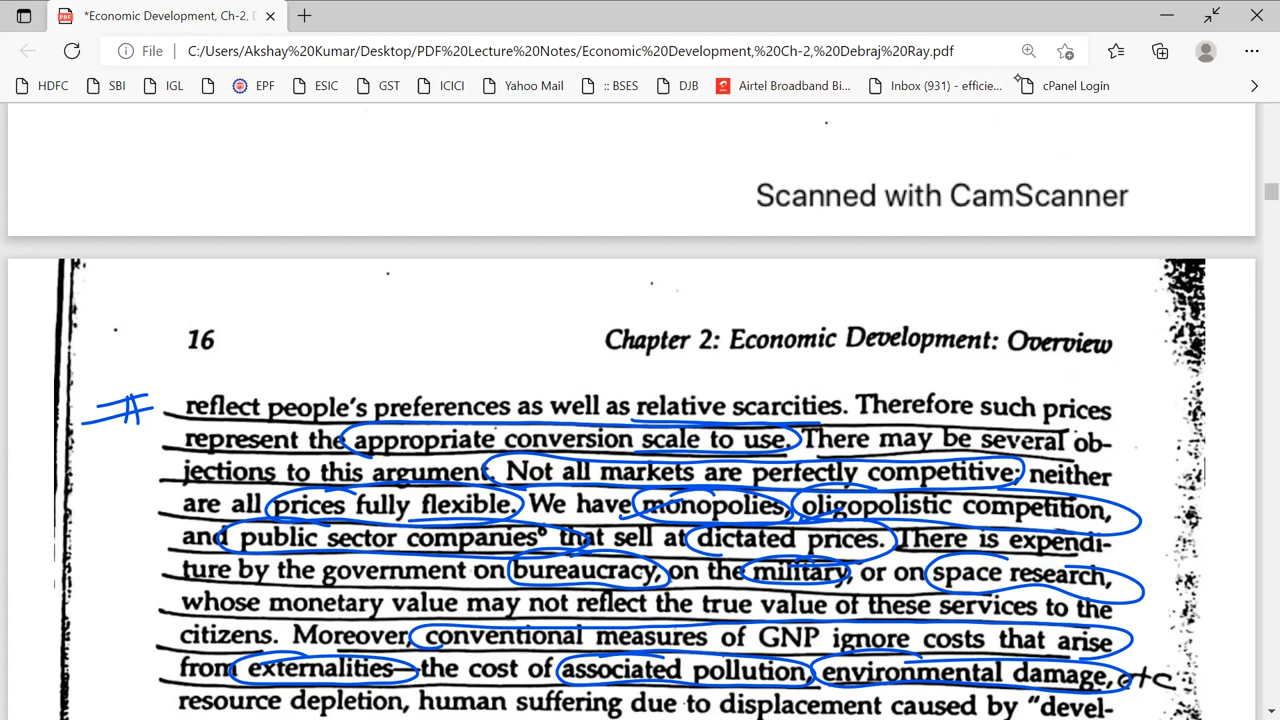 *Economic Development, Ch-2, D
File C:/Users/Akshay%20Kumar/Desktop/PDF%20Lecture%20Notes/Economic%20Development,%20Ch-2,%20Debraj%20Ray.pdf
HDFC SBI IGL EPF ESIC GST ICICI Yahoo Mail :: BSES DJB Airtel Broadband Bi... Inbox (931) - efficie... cPanel Login
Scanned with CamScanner
16 Chapter 2: Economic Development: Overview
reflect people's preferences as well as relative scarcities. Therefore such prices
represent the appropriate conversion scale to use. There may be several ob-
jections to this argument. Not all markets are perfectly competitive; neither
are all prices fully flexible. We have monopolies, oligopolistic competition,
and public sector companies⁶ that sell at dictated prices. There is expendi-
ture by the government on bureaucracy, on the military, or on space research,
whose monetary value may not reflect the true value of these services to the
citizens. Moreover, conventional measures of GNP ignore costs that arise
from externalities—the cost of associated pollution, environmental damage, etc
resource depletion, human suffering due to displacement caused by "devel-